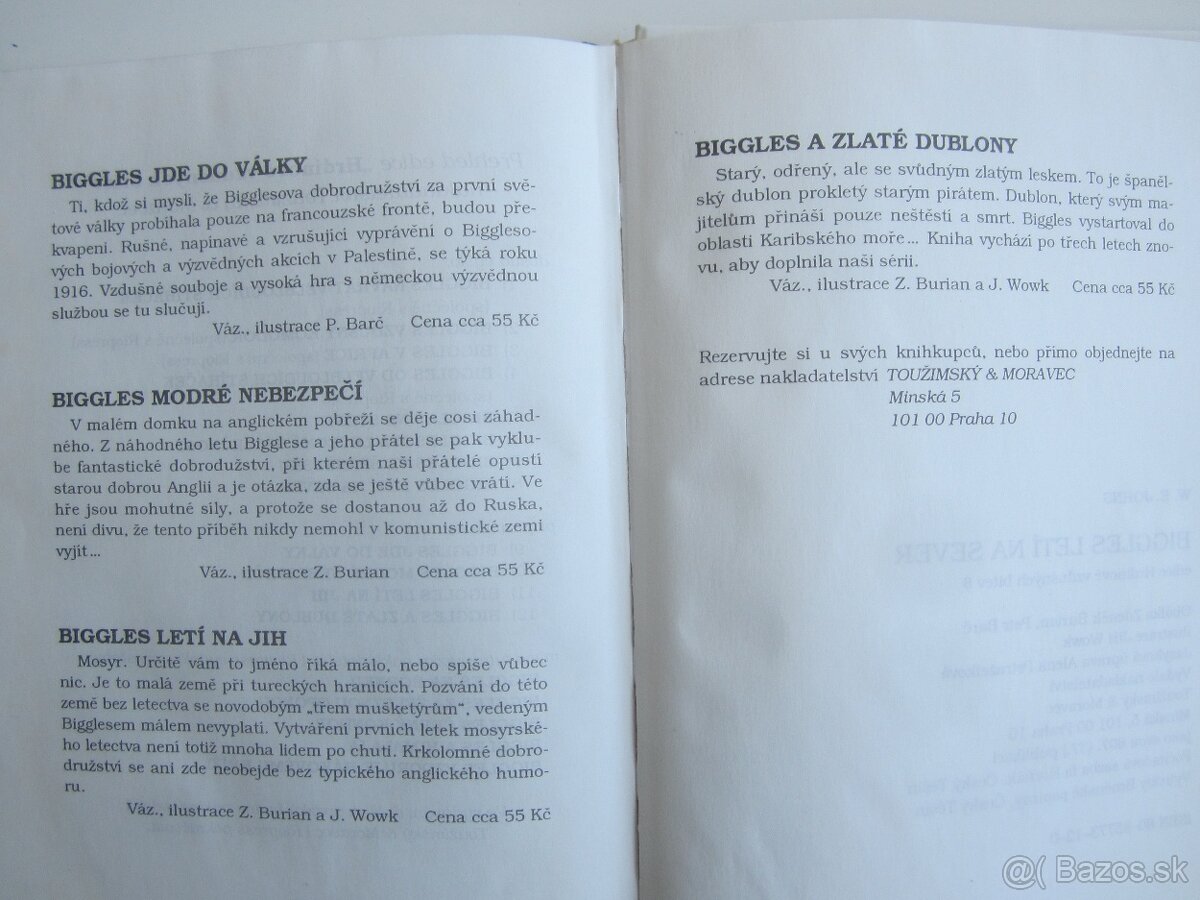 BIGGLES JDE DO VÁLKY
Ti, kdož si mysli, že Bigglesova dobrodružství za první svě-
tové války probíhala pouze na francouzské frontě, budou pře-
kvapeni. Rušné, napínavé a vzrušující vyprávění o Bigglesо-
vých bojových a výzvědných akcích v Palestině, se týká roku
1916. Vzdušné souboje a vysoká hra s německou výzvědnou
službou se tu slučují.
Váz., ilustrace P. Barč Cena cca 55 Kč
BIGGLES MODRÉ NEBEZPEČÍ
V malém domku na anglickém pobřeží se děje cosi záhad-
ného. Z náhodného letu Bigglese a jeho přátel se pak vyklu-
be fantastické dobrodužství, při kterém naši přátelé opustí
starou dobrou Anglii a je otázka, zda se ještě vůbec vrátí. Ve
hře jsou mohutné síly, a protože se dostanou až do Ruska,
není divu, že tento příběh nikdy nemohl v komunistické zemi
vyjít...
Váz., ilustrace Z. Burian Cena cca 55 Kč
BIGGLES LETÍ NA JIH
Mosyr. Určitě vám to jméno říká málo, nebo spíše vůbec
nic. Je to malá země při tureckých hranicích. Pozvání do této
země bez letectva se novodobým „třem mušketýrům“, vedeným
Bigglesem málem nevyplatí. Vytváření prvních letek mosyrské-
ho letectva není totiž mnoha lidem po chuti. Krkolomné dobro-
družství se ani zde neobejde bez typického anglického humo-
ru.
Váz., ilustrace Z. Burian a J. Wowk Cena cca 55 Kč
BIGGLES A ZLATÉ DUBLONY
Starý, odřený, ale se svůdným zlatým leskem. To je španěl-
ský dublon prokletý starým pirátem. Dublon, který svým ma-
jitelům přináší pouze neštěstí a smrt. Biggles vystartoval do
oblasti Karibského moře... Kniha vychází po třech letech zno-
vu, aby doplnila naši sérii.
Váz., ilustrace Z. Burian a J. Wowk Cena cca 55 Kč
Rezervujte si u svých knihkupců, nebo přímo objednejte na
adrese nakladatelství TOUŽIMSKÝ & MORAVEC
Minská 5
101 00 Praha 10
@( Bazos.sk